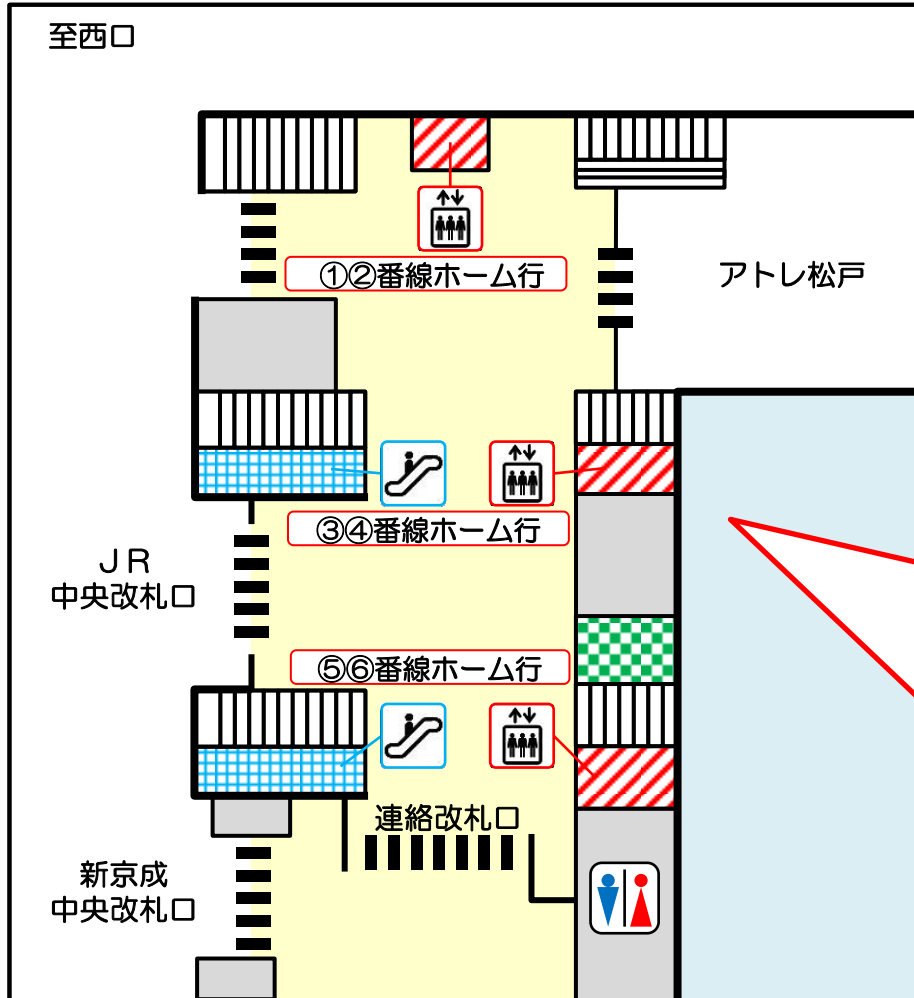 至西口
①②番線ホーム行
アトレ松戸
③④番線ホーム行
JR
中央改札口
⑤⑥番線ホーム行
連絡改札口
新京成
中央改札口